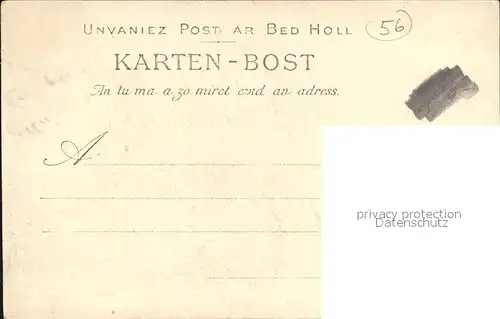 UNVANIEZ POST AR BED HOLL
56
KARTEN-BOST
An tu ma a zo miret evid an adress.
A
privacy protection
Datenschutz